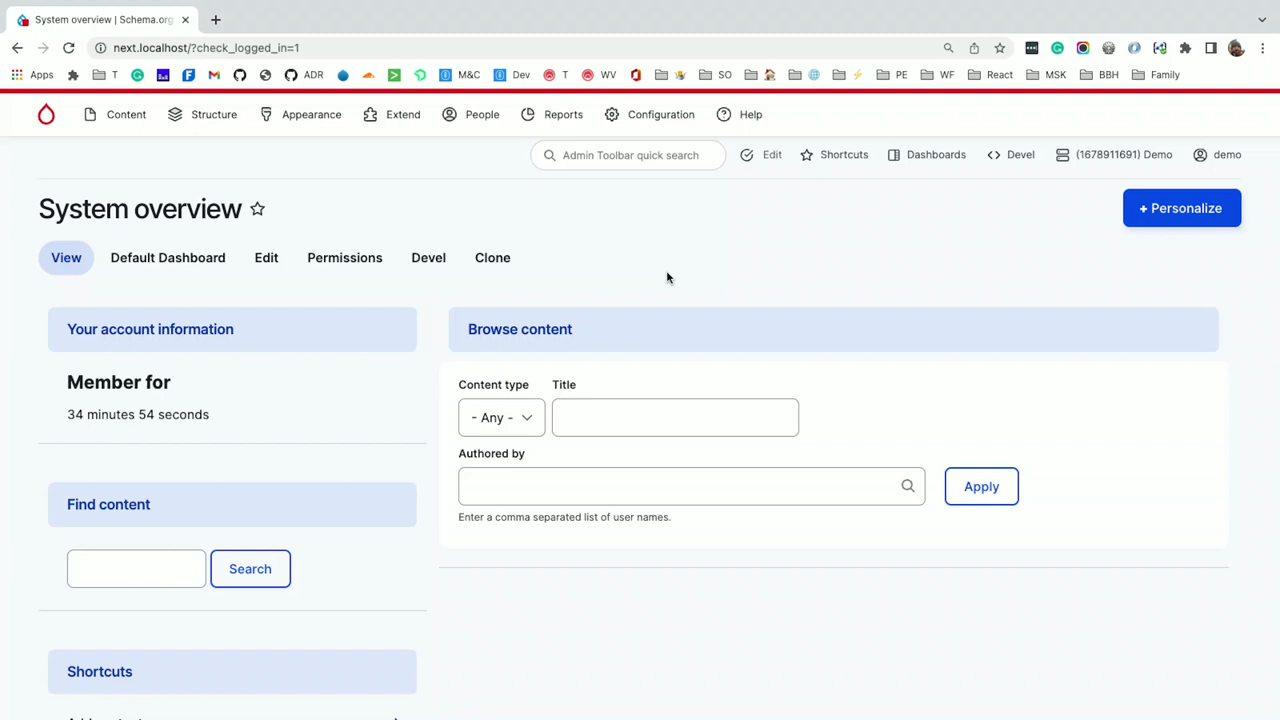 System overview | Schema.org
next.localhost/?check_logged_in=1
Apps T ADR M&C Dev T WV SO PE WF React MSK BBH Family
Content Structure Appearance Extend People Reports Configuration Help
Admin Toolbar quick search Edit Shortcuts Dashboards Devel (1678911691) Demo demo
System overview
+ Personalize
View Default Dashboard Edit Permissions Devel Clone
Your account information
Browse content
Member for
34 minutes 54 seconds
Content type Title
- Any -
Authored by
Apply
Enter a comma separated list of user names.
Find content
Search
Shortcuts